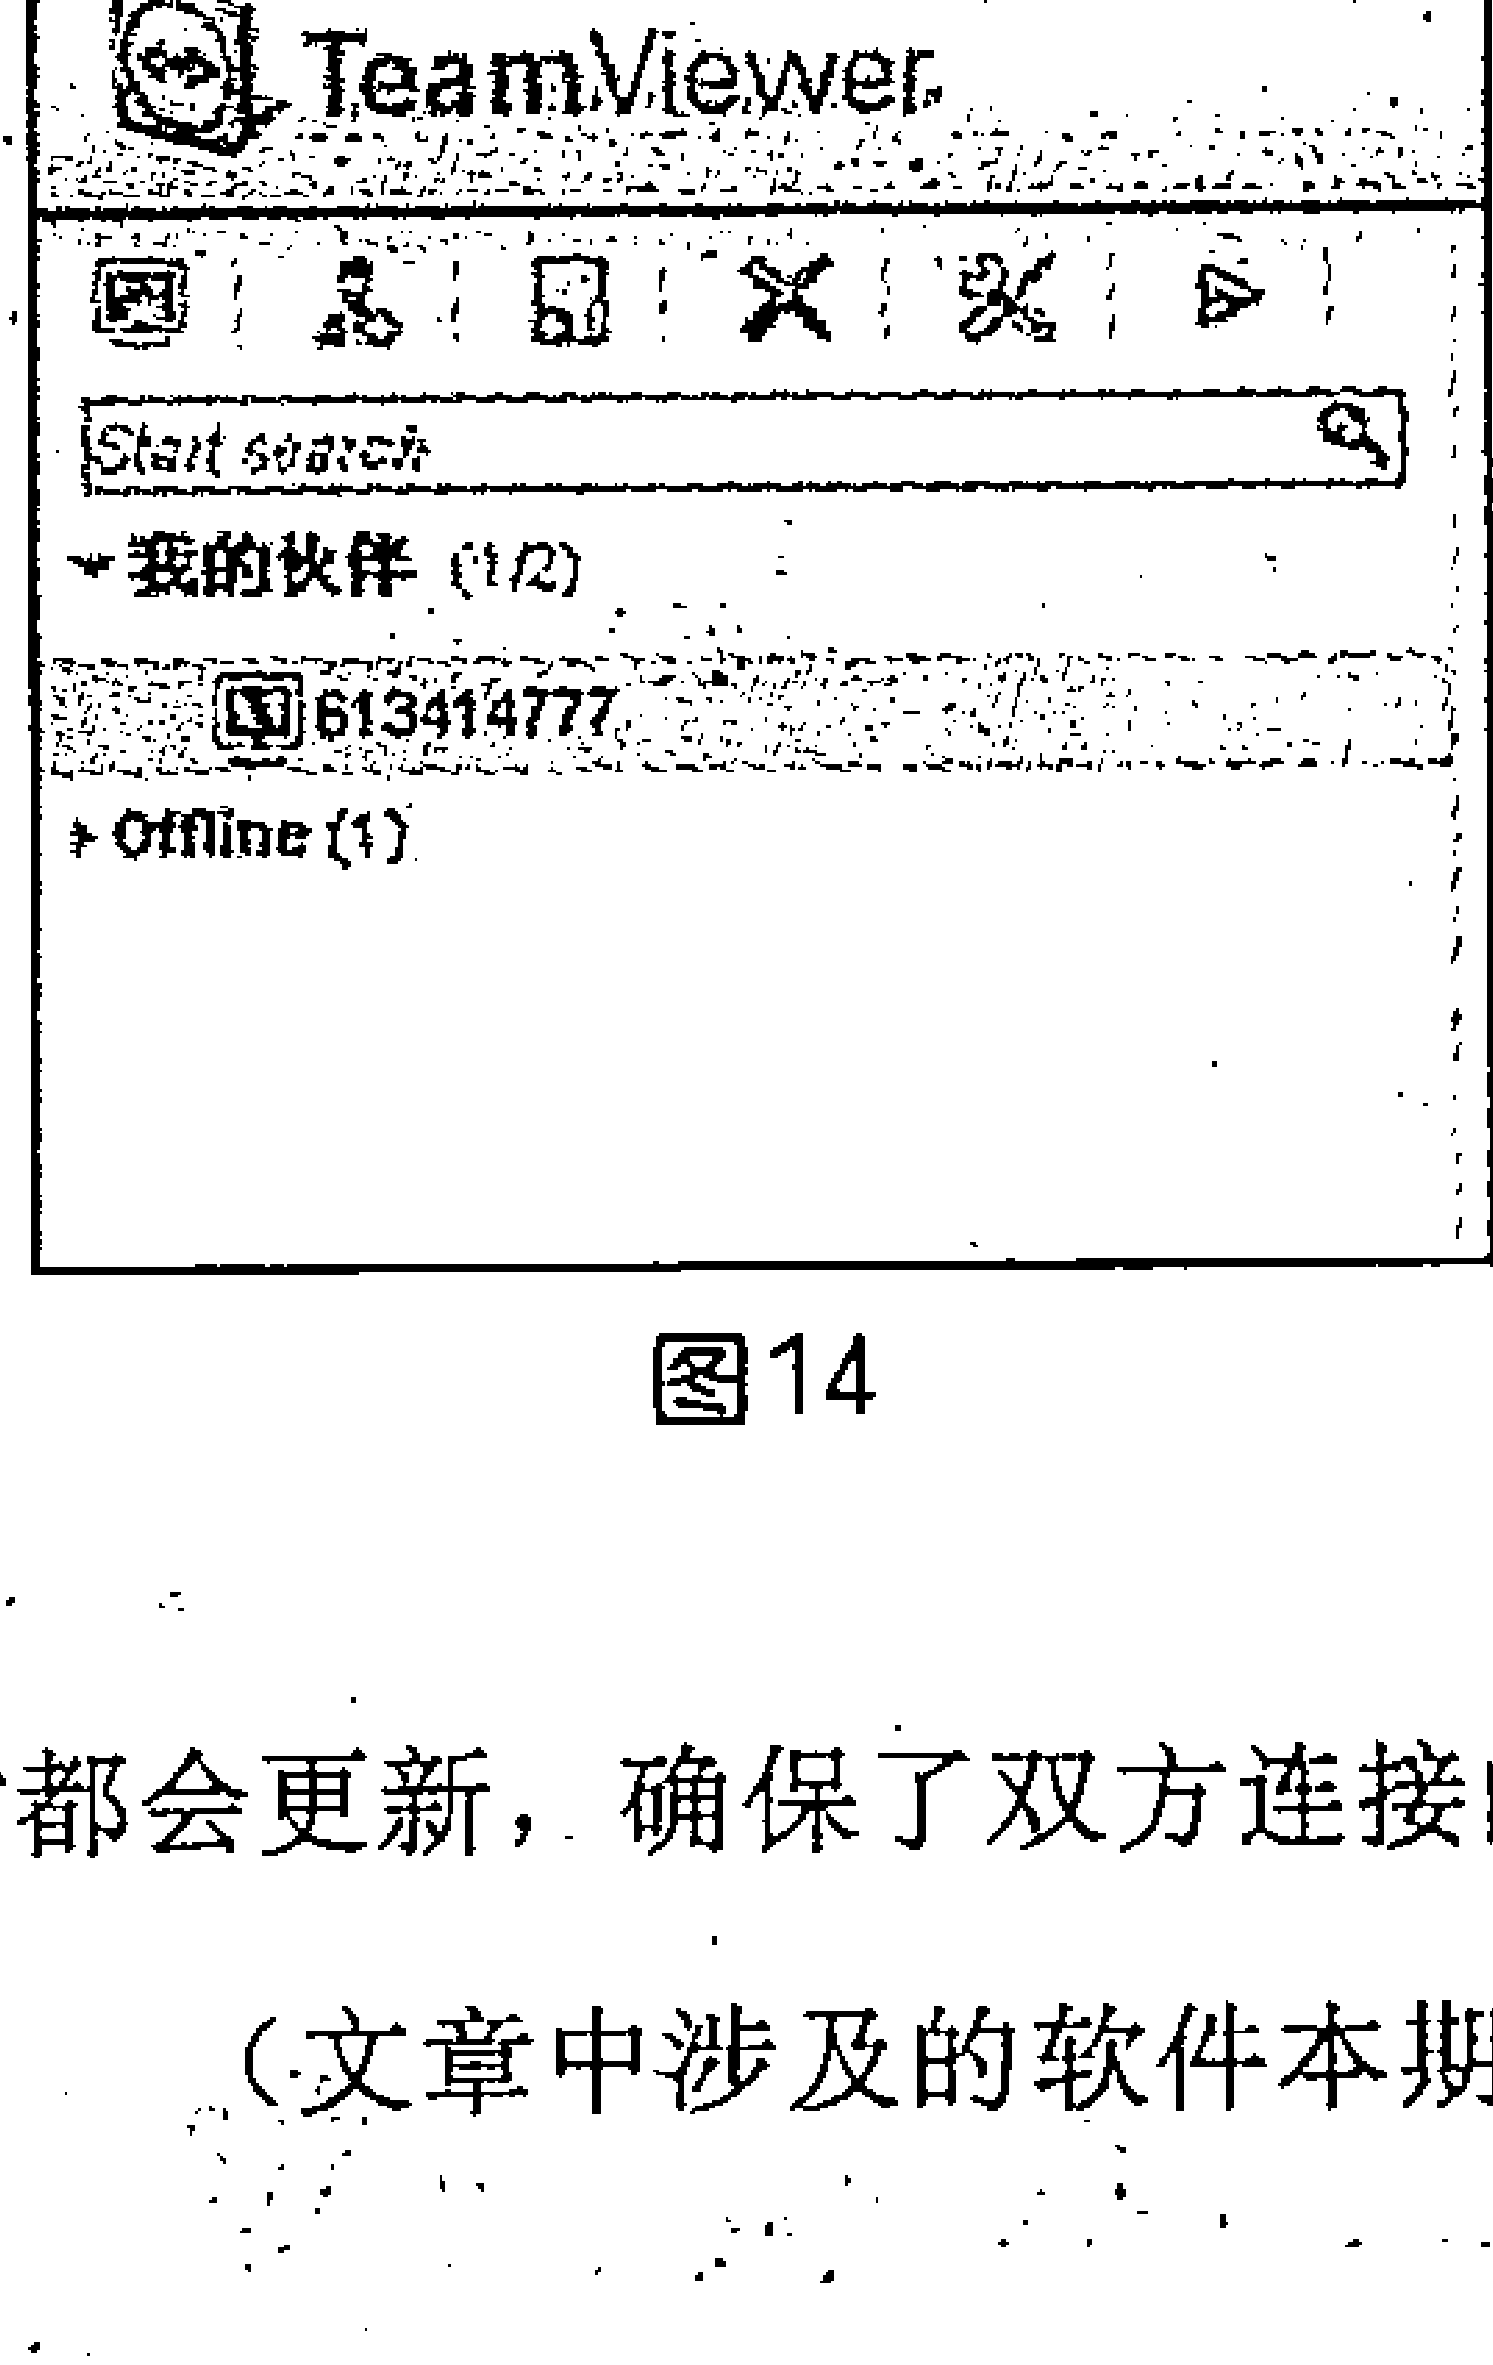 TeamViewer
Start search
我的伙伴 (1/2)
613414777
Offline (1)
图14
都会更新，确保了双方连接
（文章中涉及的软件本期